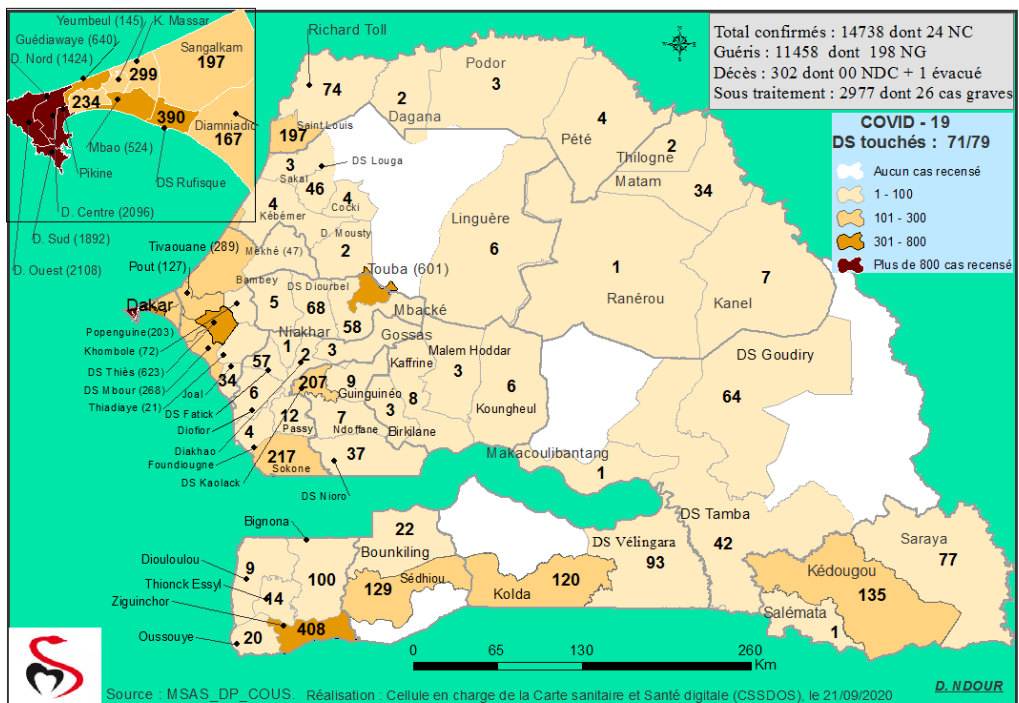 Yeumbeul (145)
K. Massar
Guédiawaye (640)
D. Nord (1424)
Sangalkam
197
299
234
390
Diamniadio
167
Mbao (524)
Pikine
DS Rufisque
D. Centre (2096)
D. Sud (1892)
D. Ouest (2108)
Total confirmés : 14738 dont 24 NC
Guéris : 11458 dont 198 NG
Décès : 302 dont 00 NDC + 1 évacué
Sous traitement : 2977 dont 26 cas graves
COVID - 19
DS touchés : 71/79
Aucun cas recensé
1 - 100
101 - 300
301 - 800
Plus de 800 cas recensé
Richard Toll
74
Podor
3
2
Dagana
4
Pété
197
Saint Louis
2
Thilogne
Matam
34
DS Louga
3
Sakal
46
4
Cocki
4
Kébémer
Linguère
6
D. Mousty
2
Mékhé (47)
Tivaouane (289)
Pout (127)
Touba (601)
1
Ranérou
7
Kanel
Bambey
5
DS Diourbel
68
Mbacké
58
Dakar
Niakhar
1
Gossas
3
2
Popenguine (203)
Khombole (72)
DS Thiès (623)
DS Mbour (268)
Thiadiaye (21)
Joal
34
57
DS Fatick
6
Diofior
4
Diakhao
Foundiougne
DS Kaolack
207
9
Guinguinéo
Kaffrine
8
Malem Hoddar
3
6
Koungheul
12
Passy
7
Ndoffane
3
Birkilane
217
Sokone
37
DS Nioro
DS Goudiry
64
Makacoulibantang
1
DS Tamba
42
Bignona
Diouloulou
9
Thionck Essyl
14
100
Ziguinchor
408
Oussouye
20
22
Bounkiling
129
Sédhiou
120
Kolda
DS Vélingara
93
Kédougou
135
Saraya
77
Salémata
1
0 65 130 260
Km
Source : MSAS_DP_COUS. Réalisation : Cellule en charge de la Carte sanitaire et Santé digitale (CSSDOS), le 21/09/2020
D. NDOUR